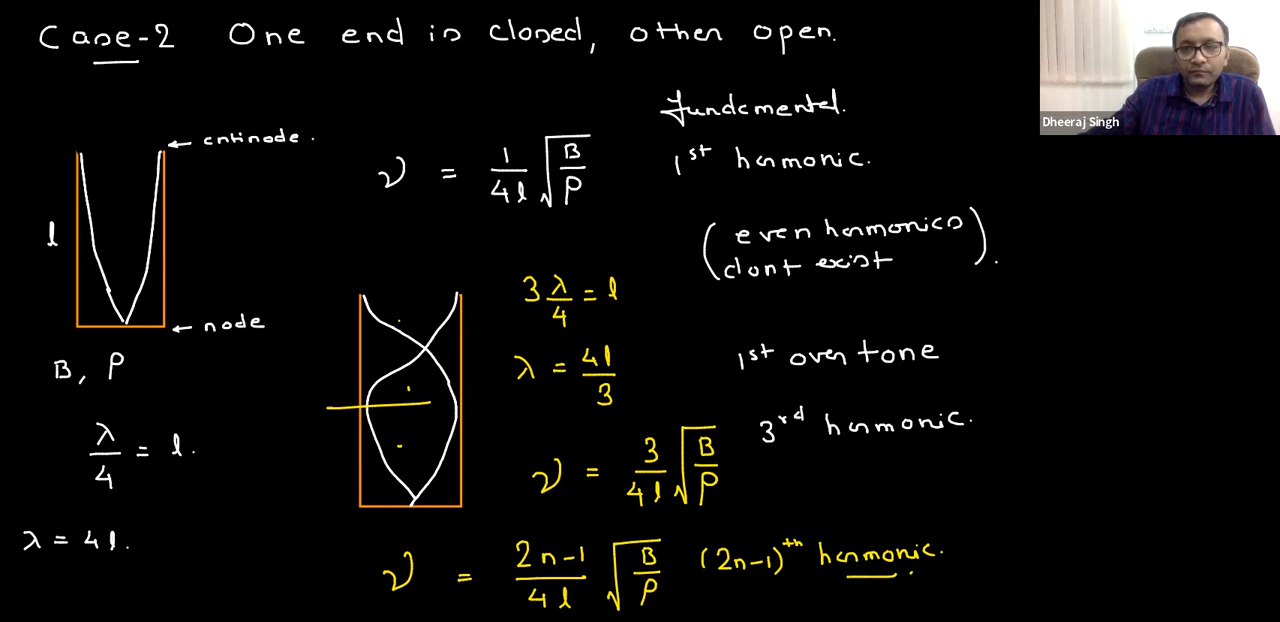 Case-2 One end is closed, other open.
Dheeraj Singh
← antinode.
l
← node
B, ρ
λ/4 = l.
λ = 4l.
ν = 1/4l √B/ρ
fundamental.
1st harmonic.
(even harmonics
dont exist).
3λ/4 = l
λ = 4l/3
1st overtone
3rd harmonic.
ν = 3/4l √B/ρ
ν = 2n-1/4l √B/ρ (2n-1)th harmonic.